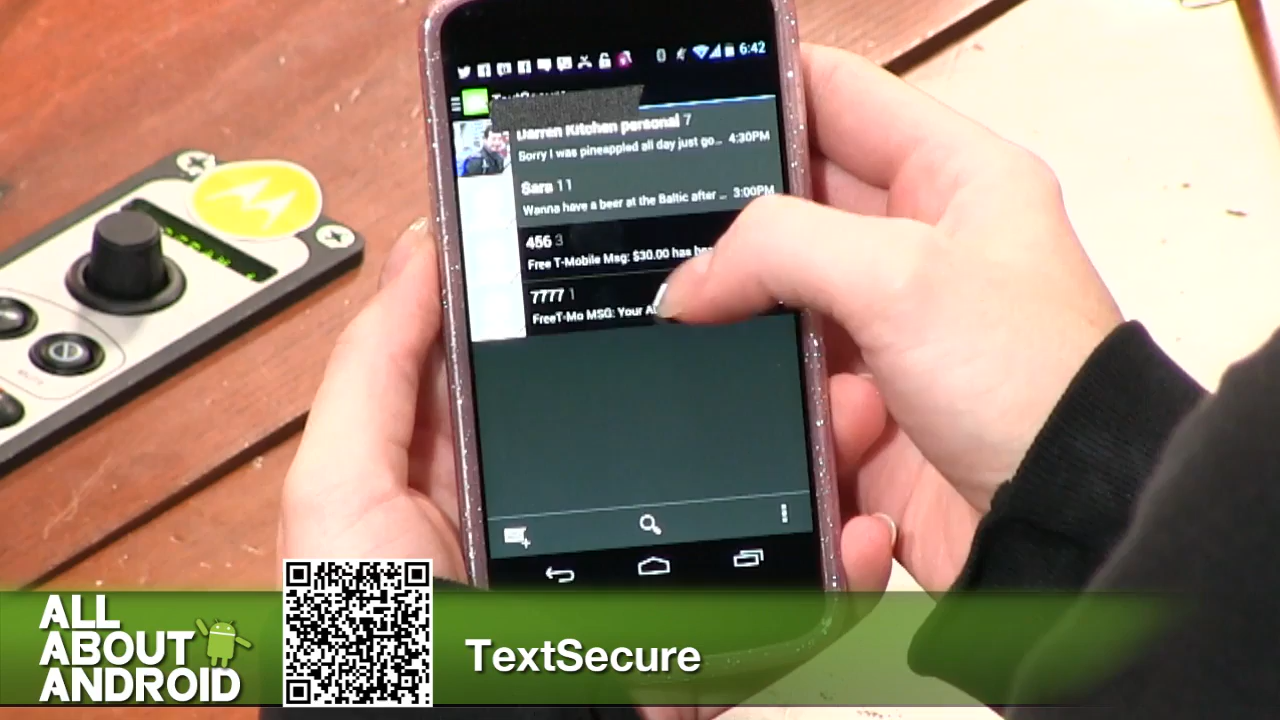 6:42
TextSecure
Darren Kitchen personal 7
Sorry I was pineappled all day just go... 4:30PM
Sara 11
Wanna have a beer at the Baltic after ... 3:00PM
456 3
Free T-Mobile Msg: $30.00 has
7777 1
FreeT-Mo MSG: Your
ALL
ABOUT
ANDROID
TextSecure